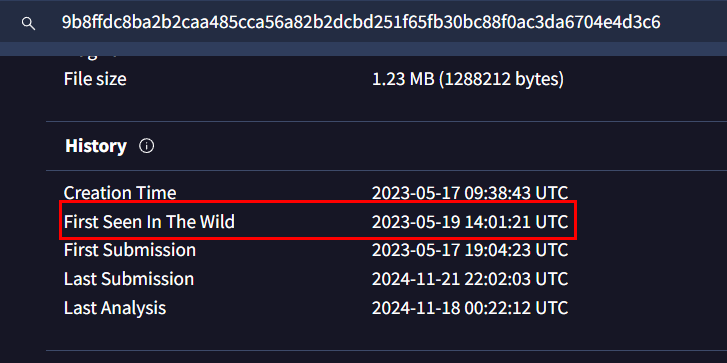 9b8ffdc8ba2b2caa485cca56a82b2dcbd251f65fb30bc88f0ac3da6704e4d3c6
File size 1.23 MB (1288212 bytes)
History
Creation Time 2023-05-17 09:38:43 UTC
First Seen In The Wild 2023-05-19 14:01:21 UTC
First Submission 2023-05-17 19:04:23 UTC
Last Submission 2024-11-21 22:02:03 UTC
Last Analysis 2024-11-18 00:22:12 UTC